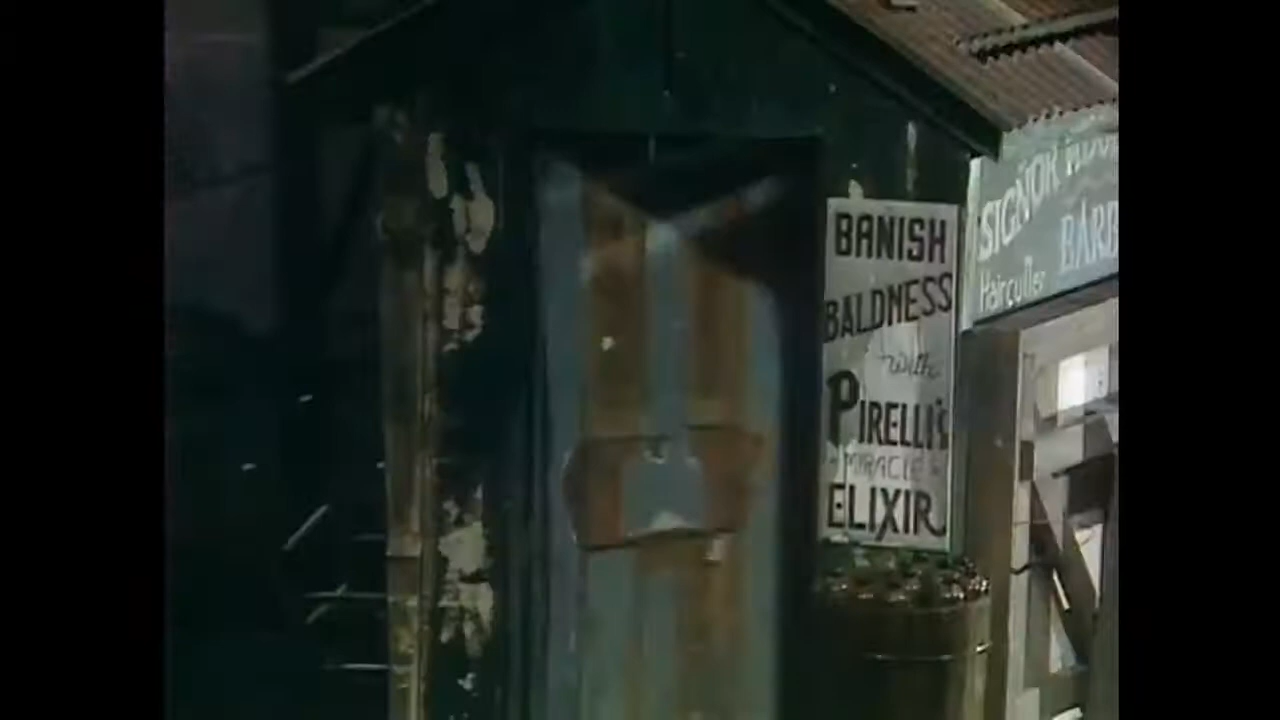 BANISH
BALDNESS
with
PIRELLI'S
MIRACLE
ELIXIR
SIGNOR
BARB
Haircutter